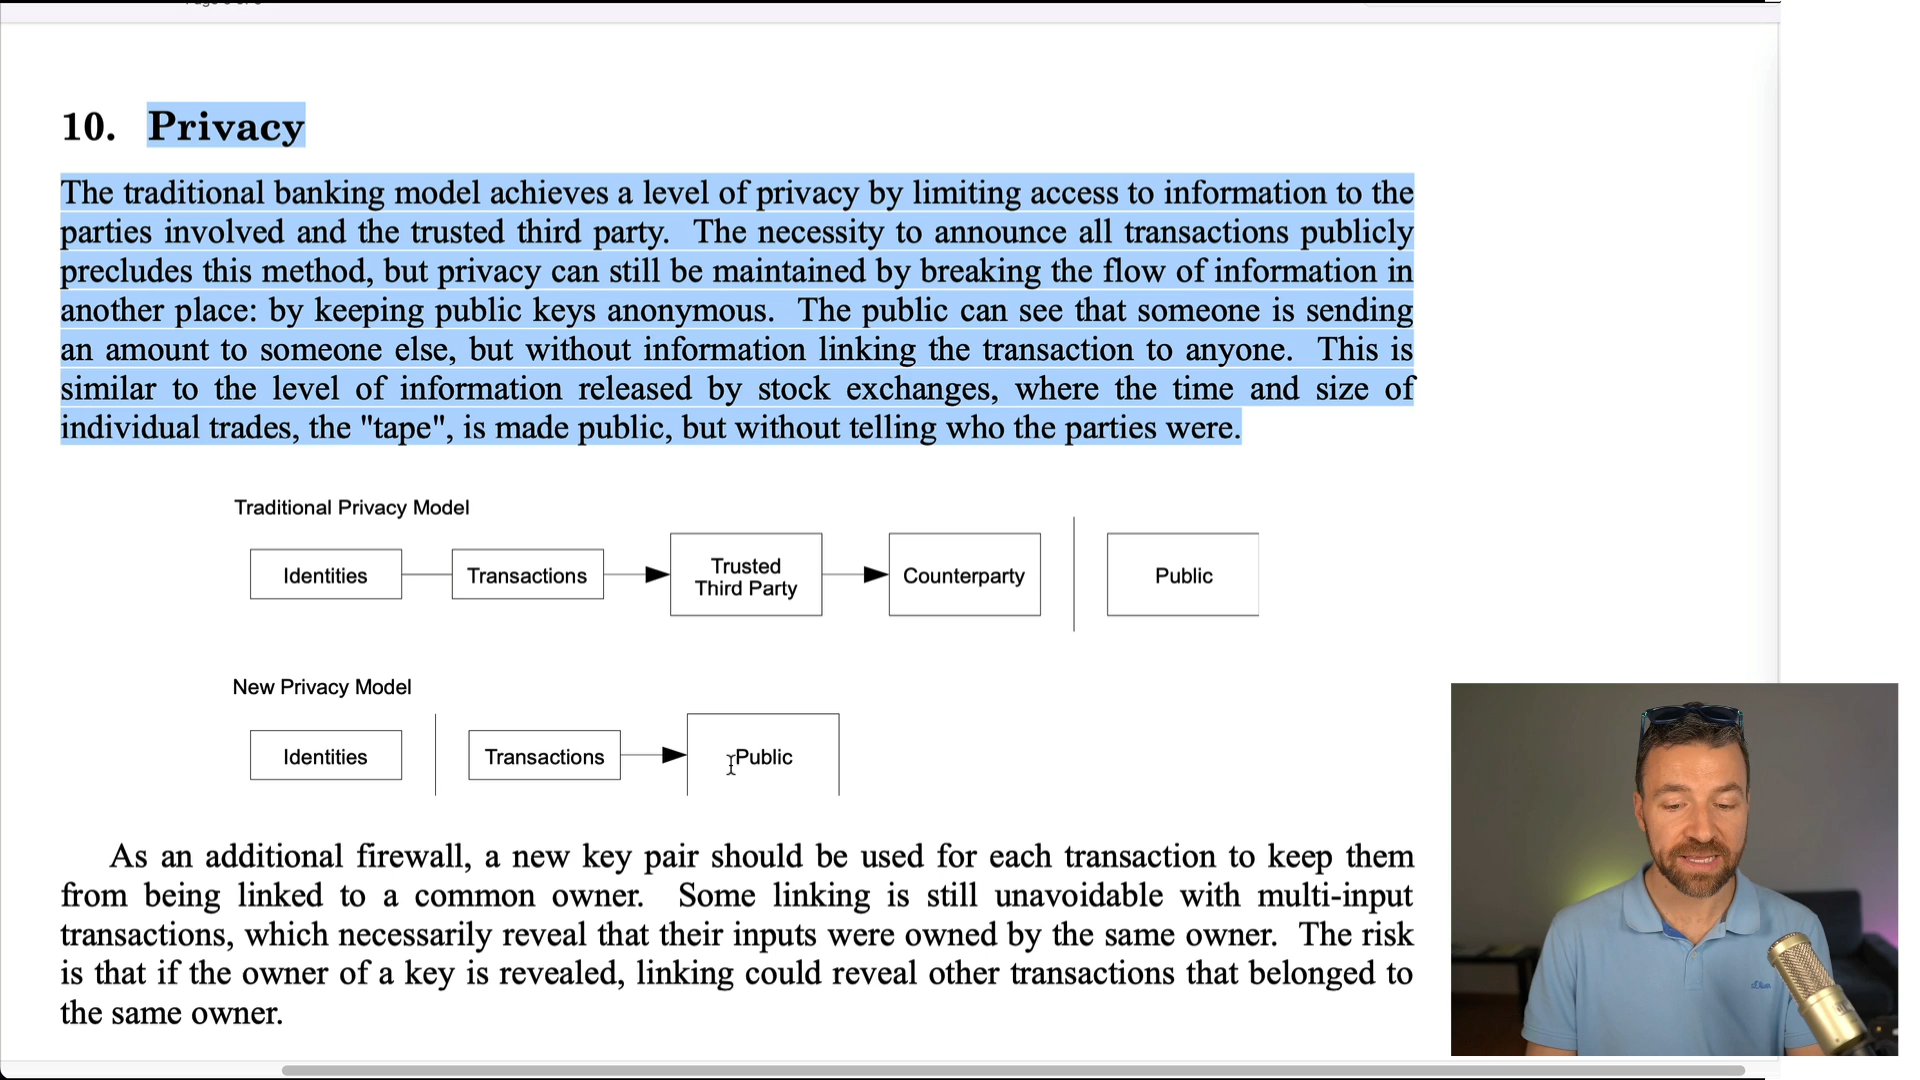 10. Privacy
The traditional banking model achieves a level of privacy by limiting access to information to the
parties involved and the trusted third party. The necessity to announce all transactions publicly
precludes this method, but privacy can still be maintained by breaking the flow of information in
another place: by keeping public keys anonymous. The public can see that someone is sending
an amount to someone else, but without information linking the transaction to anyone. This is
similar to the level of information released by stock exchanges, where the time and size of
individual trades, the "tape", is made public, but without telling who the parties were.
Traditional Privacy Model
Identities
Transactions
Trusted
Third Party
Counterparty
Public
New Privacy Model
Identities
Transactions
Public
As an additional firewall, a new key pair should be used for each transaction to keep them
from being linked to a common owner. Some linking is still unavoidable with multi-input
transactions, which necessarily reveal that their inputs were owned by the same owner. The risk
is that if the owner of a key is revealed, linking could reveal other transactions that belonged to
the same owner.